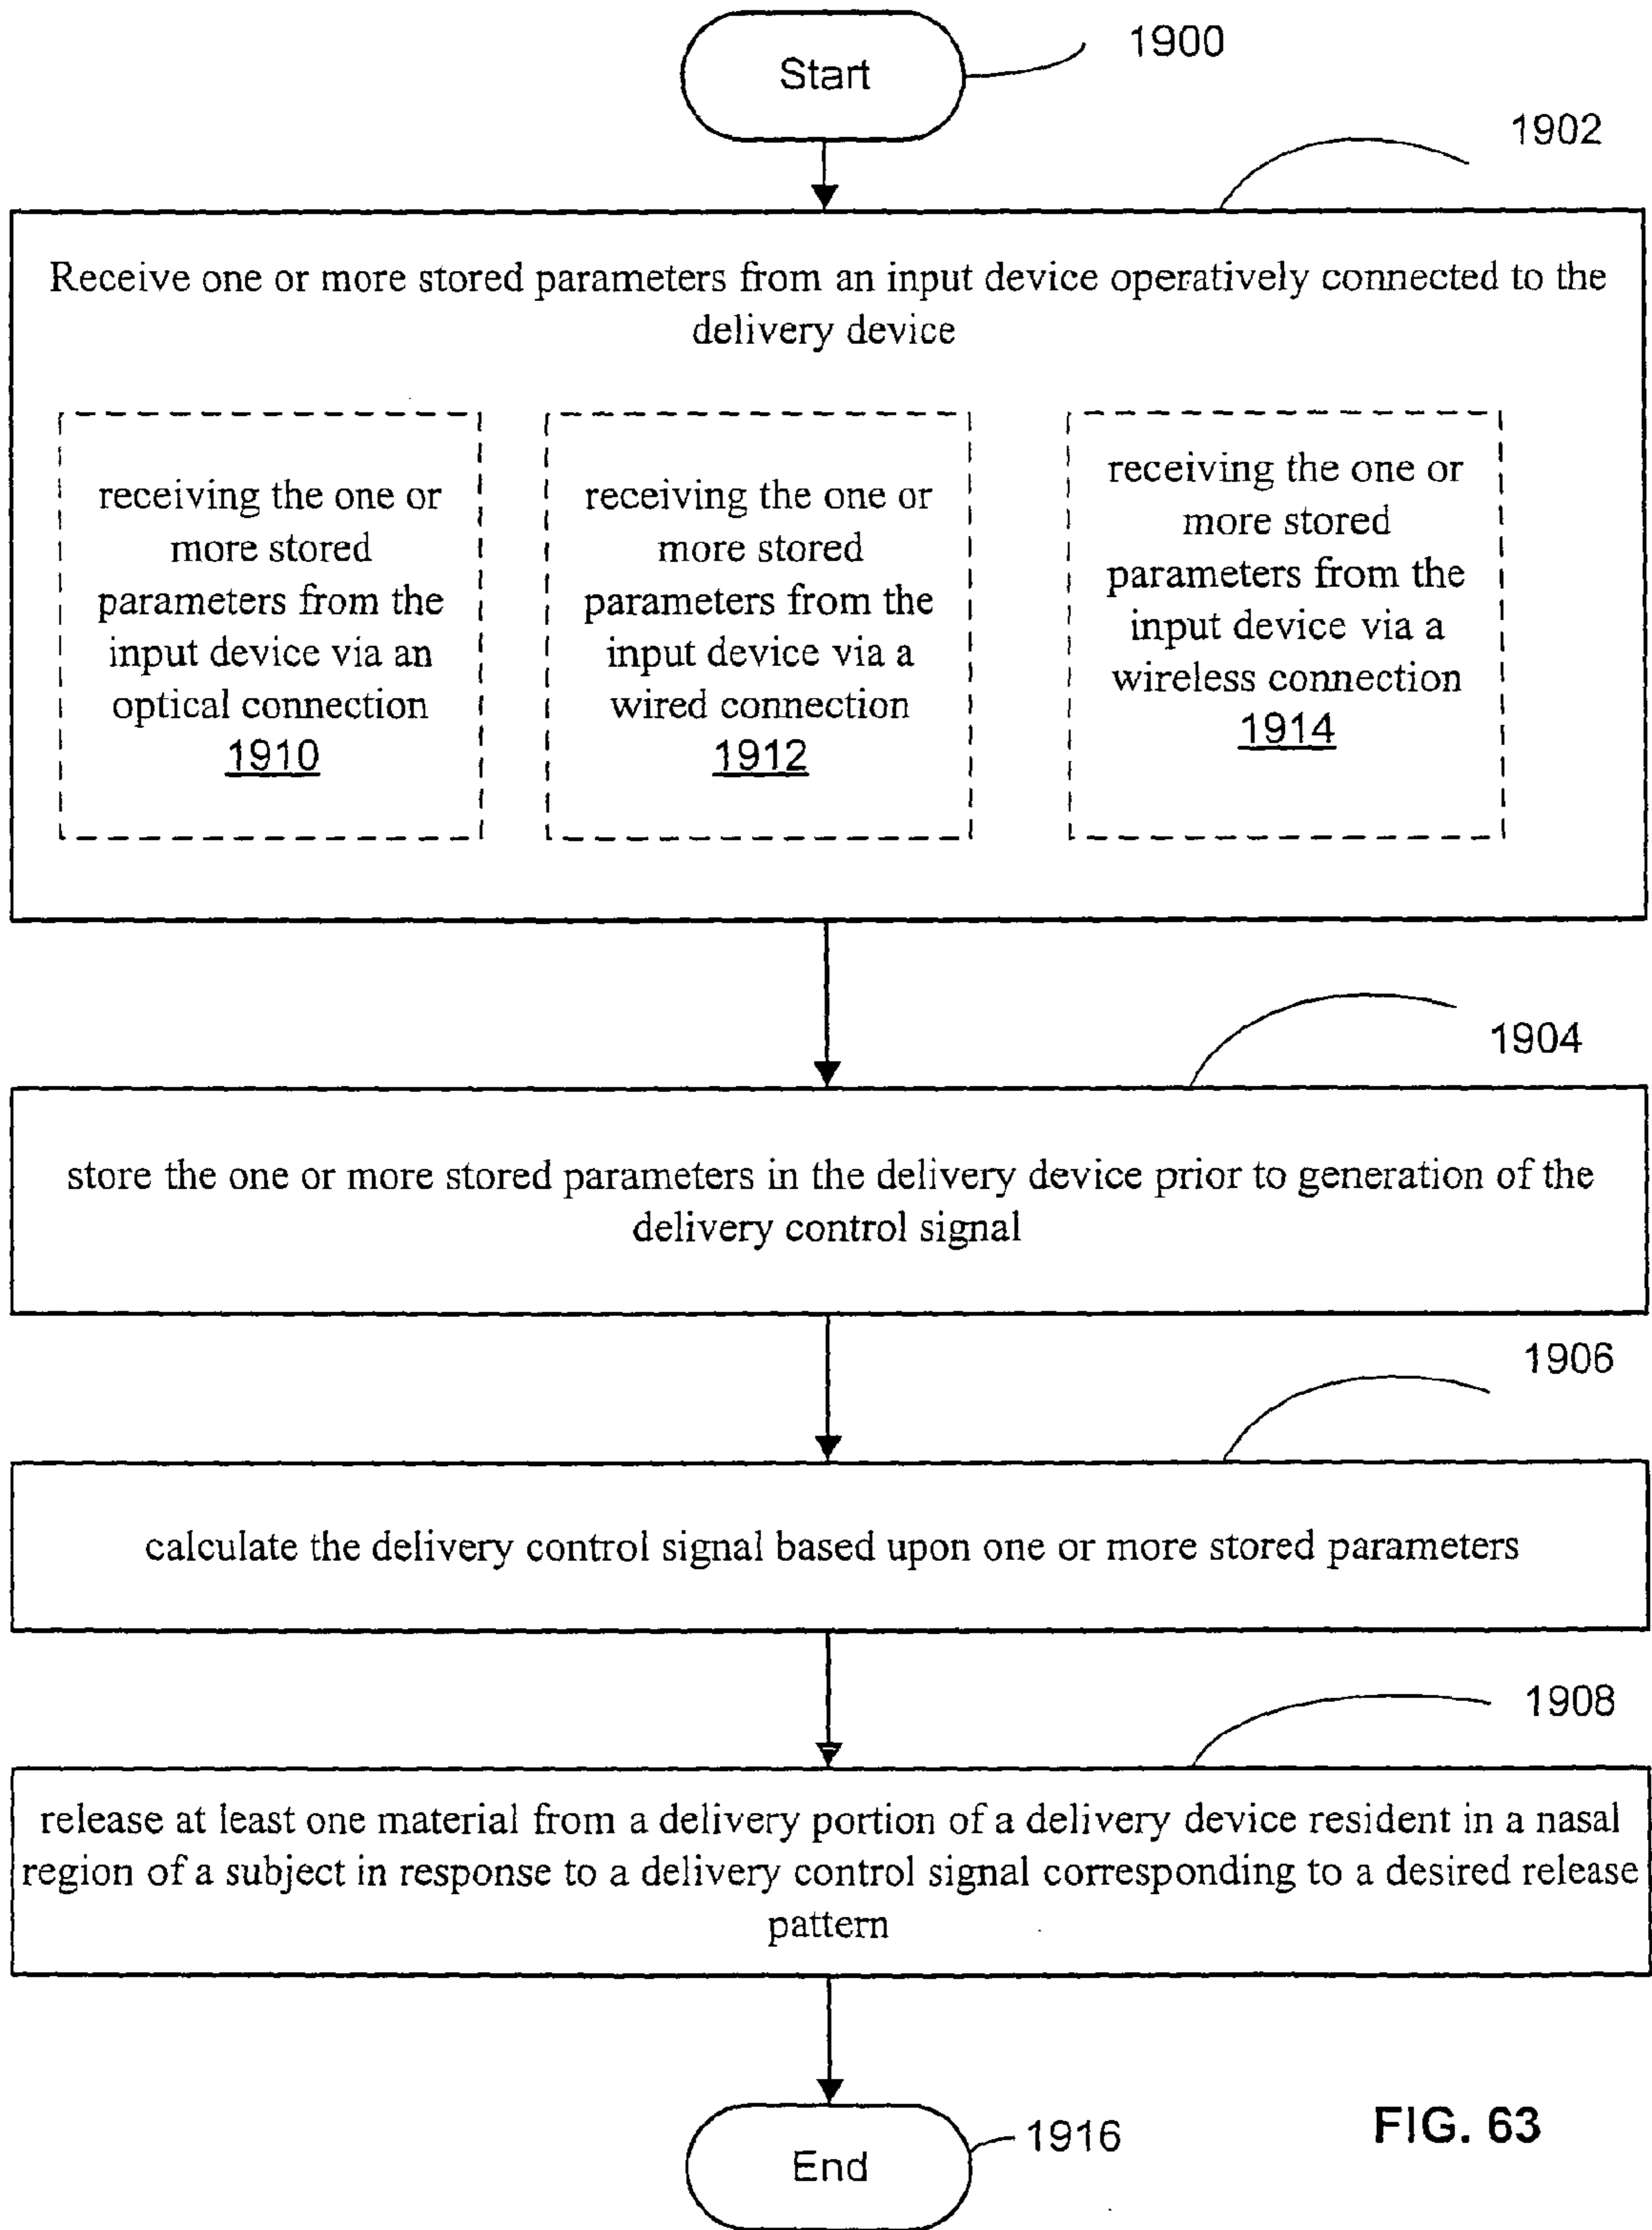 Start
1900
1902
Receive one or more stored parameters from an input device operatively connected to the
delivery device
receiving the one or
more stored
parameters from the
input device via an
optical connection
1910
receiving the one or
more stored
parameters from the
input device via a
wired connection
1912
receiving the one or
more stored
parameters from the
input device via a
wireless connection
1914
1904
store the one or more stored parameters in the delivery device prior to generation of the
delivery control signal
1906
calculate the delivery control signal based upon one or more stored parameters
1908
release at least one material from a delivery portion of a delivery device resident in a nasal
region of a subject in response to a delivery control signal corresponding to a desired release
pattern
End
1916
FIG. 63